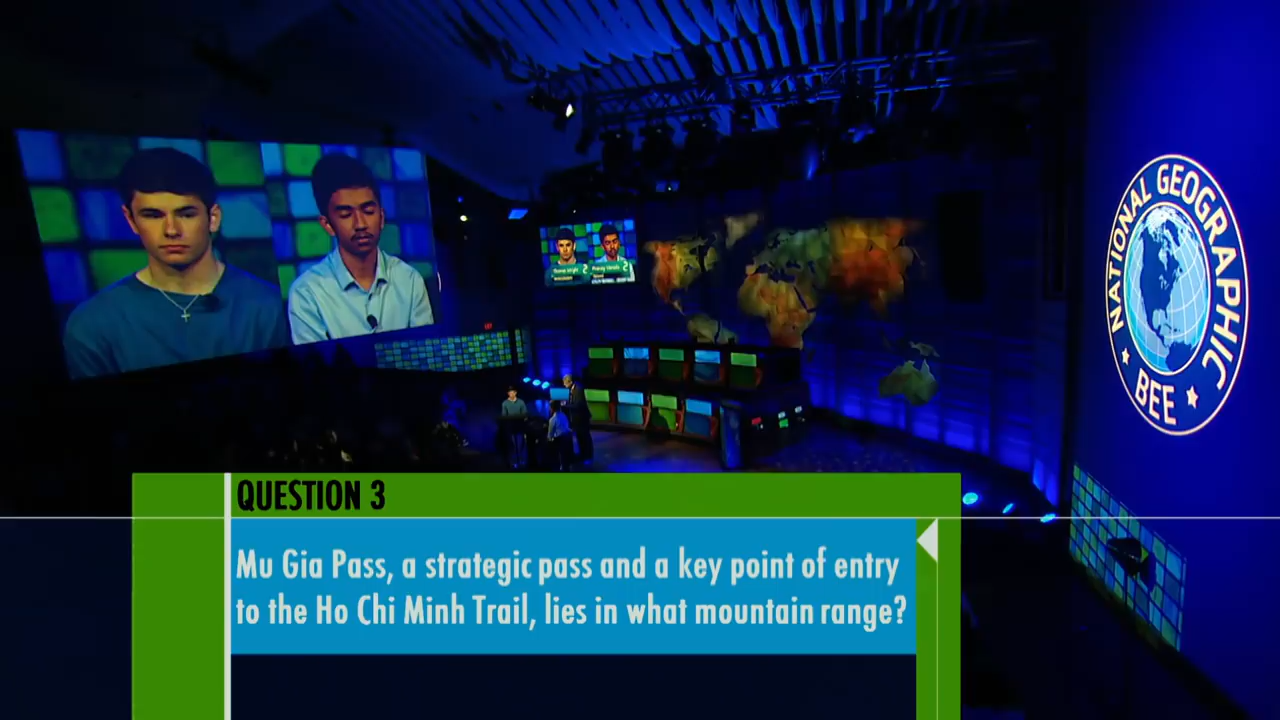 NATIONAL GEOGRAPHIC
BEE
QUESTION 3
Mu Gia Pass, a strategic pass and a key point of entry
to the Ho Chi Minh Trail, lies in what mountain range?